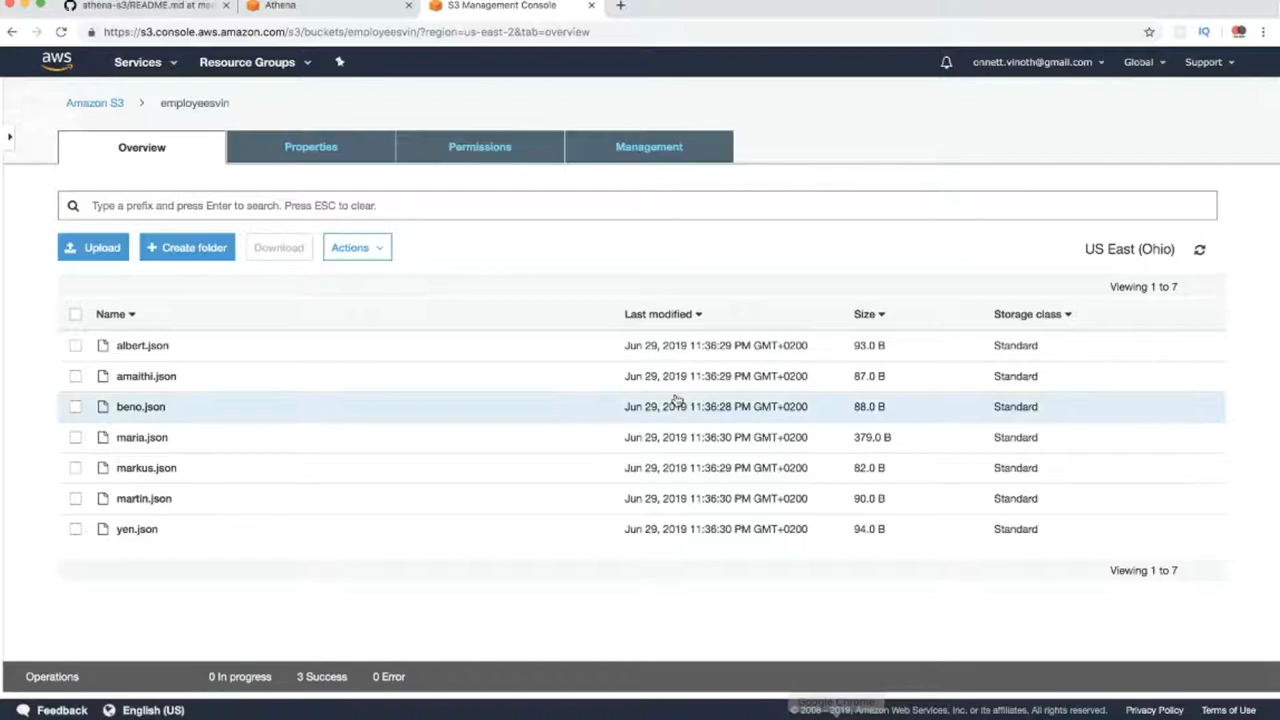 athena-s3/README.md at mas
Athena
S3 Management Console
https://s3.console.aws.amazon.com/s3/buckets/employeesvin/?region=us-east-2&tab=overview
aws
Services
Resource Groups
onnett.vinoth@gmail.com
Global
Support
Amazon S3 > employeesvin
Overview
Properties
Permissions
Management
Type a prefix and press Enter to search. Press ESC to clear.
Upload
+ Create folder
Download
Actions
US East (Ohio)
Viewing 1 to 7
Name
Last modified
Size
Storage class
albert.json Jun 29, 2019 11:36:29 PM GMT+0200 93.0 B Standard
amaithi.json Jun 29, 2019 11:36:29 PM GMT+0200 87.0 B Standard
beno.json Jun 29, 2019 11:36:28 PM GMT+0200 88.0 B Standard
maria.json Jun 29, 2019 11:36:30 PM GMT+0200 379.0 B Standard
markus.json Jun 29, 2019 11:36:29 PM GMT+0200 82.0 B Standard
martin.json Jun 29, 2019 11:36:30 PM GMT+0200 90.0 B Standard
yen.json Jun 29, 2019 11:36:30 PM GMT+0200 94.0 B Standard
Viewing 1 to 7
Operations
0 In progress
3 Success
0 Error
Feedback
English (US)
Google Chrome
© 2008 - 2019, Amazon Web Services, Inc. or its affiliates. All rights reserved.
Privacy Policy
Terms of Use